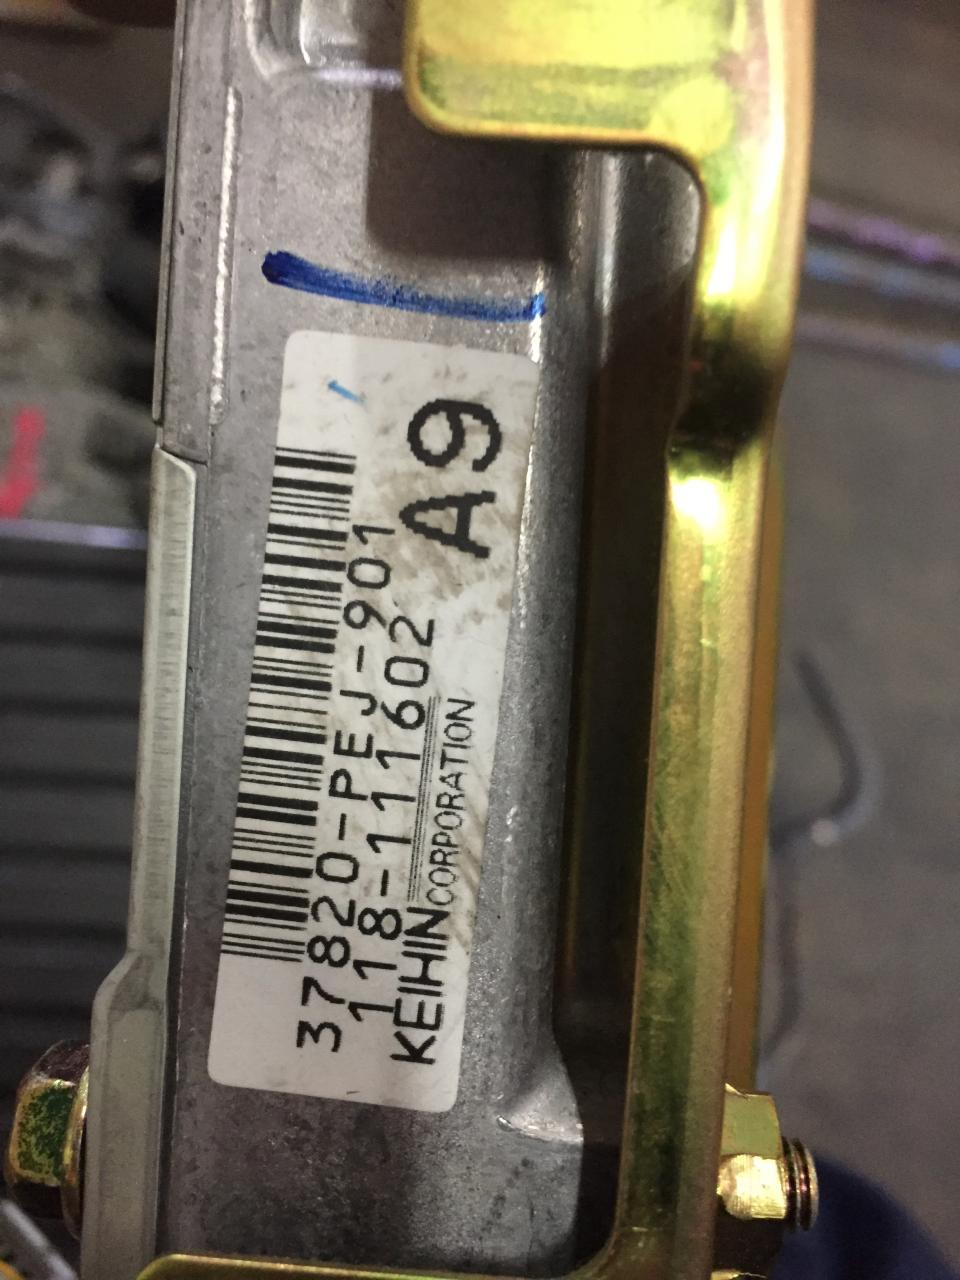 37820-PEJ-901
118-111602 A9
KEIHIN CORPORATION